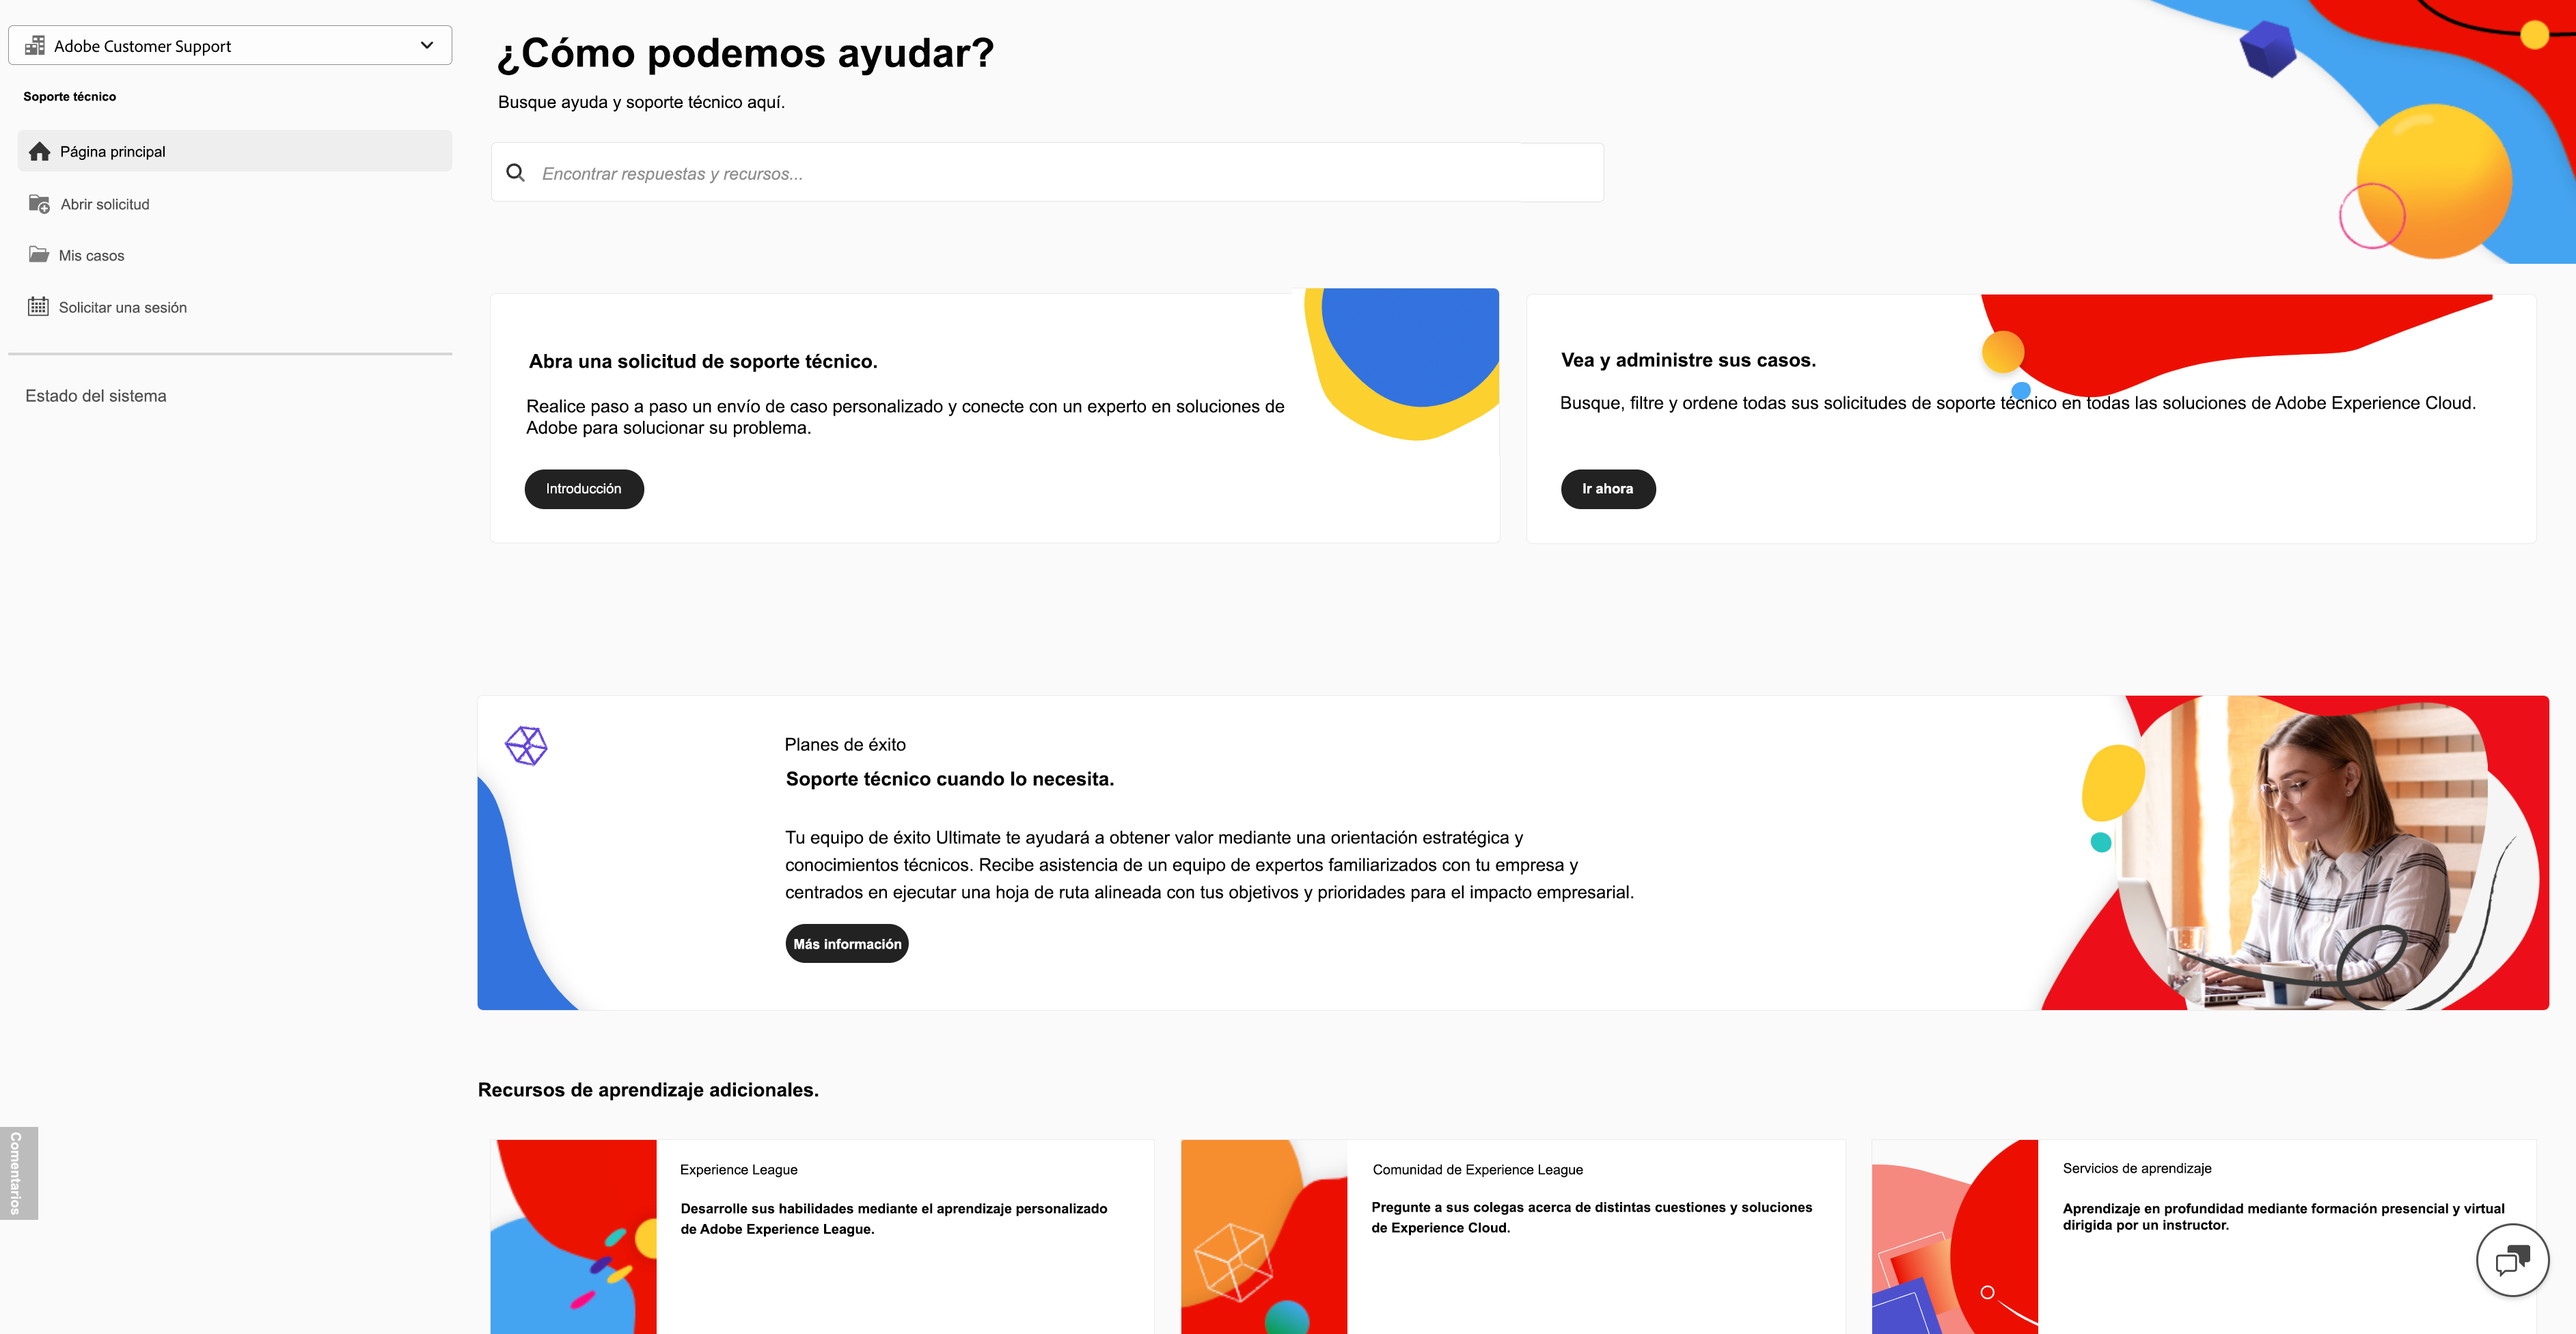 Adobe Customer Support
Soporte técnico
Página principal
Abrir solicitud
Mis casos
Solicitar una sesión
Estado del sistema
Comentarios
¿Cómo podemos ayudar?
Busque ayuda y soporte técnico aquí.
Encontrar respuestas y recursos...
Abra una solicitud de soporte técnico.
Realice paso a paso un envío de caso personalizado y conecte con un experto en soluciones de
Adobe para solucionar su problema.
Introducción
Vea y administre sus casos.
Busque, filtre y ordene todas sus solicitudes de soporte técnico en todas las soluciones de Adobe Experience Cloud.
Ir ahora
Planes de éxito
Soporte técnico cuando lo necesita.
Tu equipo de éxito Ultimate te ayudará a obtener valor mediante una orientación estratégica y
conocimientos técnicos. Recibe asistencia de un equipo de expertos familiarizados con tu empresa y
centrados en ejecutar una hoja de ruta alineada con tus objetivos y prioridades para el impacto empresarial.
Más información
Recursos de aprendizaje adicionales.
Experience League
Desarrolle sus habilidades mediante el aprendizaje personalizado
de Adobe Experience League.
Comunidad de Experience League
Pregunte a sus colegas acerca de distintas cuestiones y soluciones
de Experience Cloud.
Servicios de aprendizaje
Aprendizaje en profundidad mediante formación presencial y virtual
dirigida por un instructor.